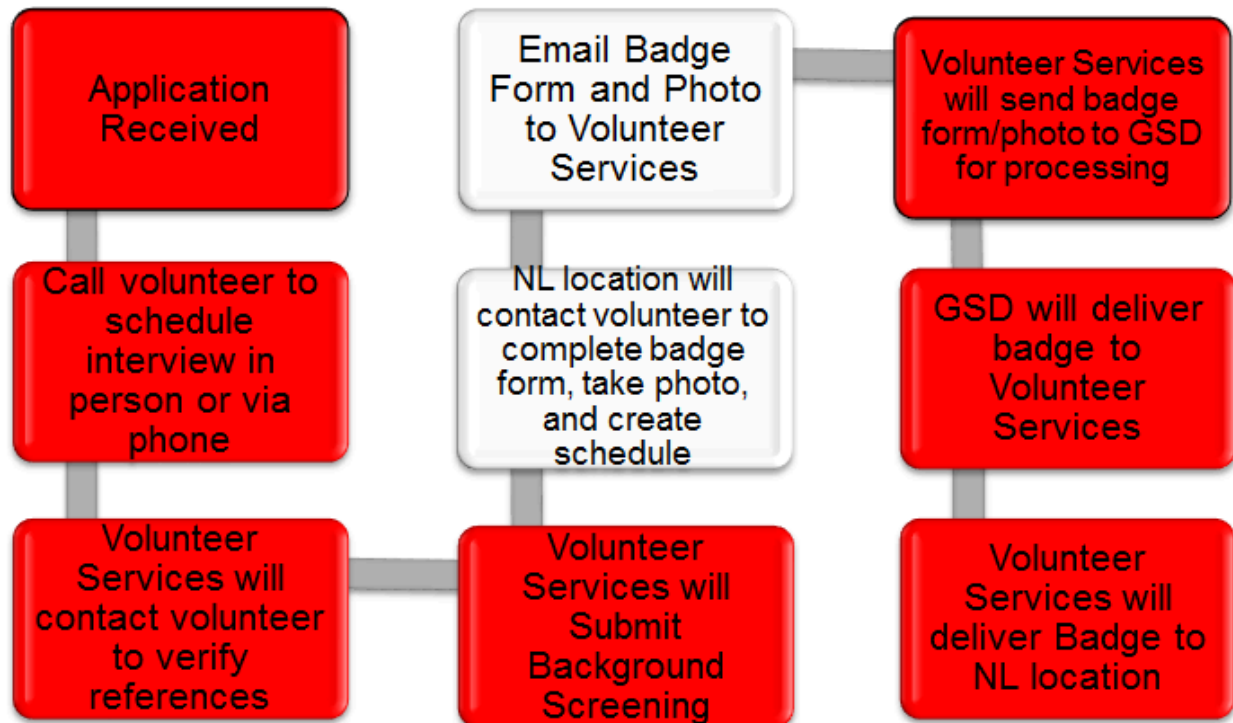 Application
Received
Call volunteer to
schedule
interview in
person or via
phone
Volunteer
Services will
contact volunteer
to verify
references
Volunteer
Services will
Submit
Background
Screening
NL location will
contact volunteer to
complete badge
form, take photo,
and create
schedule
Email Badge
Form and Photo
to Volunteer
Services
Volunteer Services
will send badge
form/photo to GSD
for processing
GSD will deliver
badge to
Volunteer
Services
Volunteer
Services will
deliver Badge to
NL location